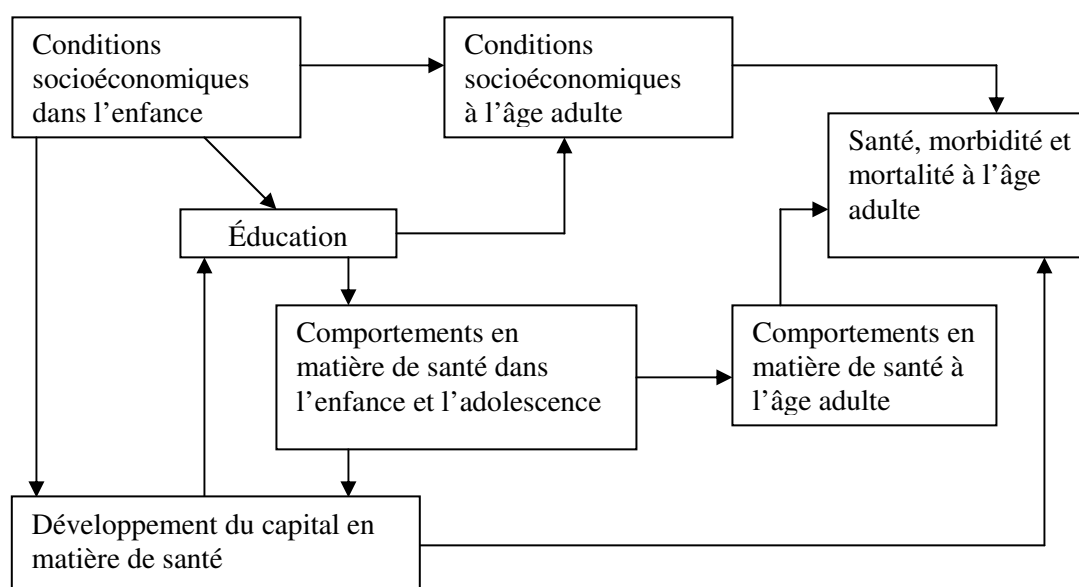 Conditions
socioéconomiques
dans l’enfance
Conditions
socioéconomiques
à l’âge adulte
Santé, morbidité et
mortalité à l’âge
adulte
Éducation
Comportements en
matière de santé dans
l’enfance et l’adolescence
Comportements en
matière de santé à
l’âge adulte
Développement du capital en
matière de santé